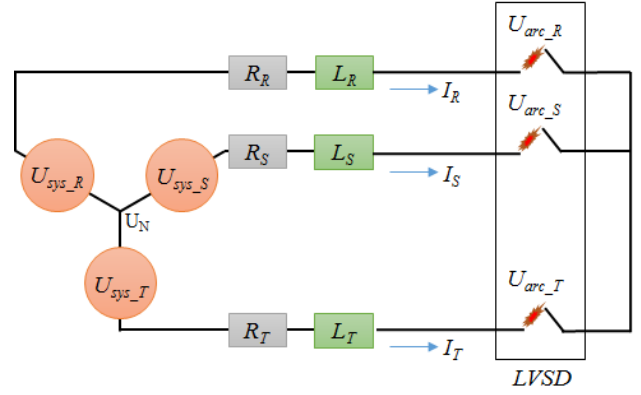 U_arc_R
R_R L_R
I_R
U_arc_S
R_S L_S
U_sys_R U_sys_S
I_S
U_N
U_sys_T
U_arc_T
R_T L_T
I_T
LVSD